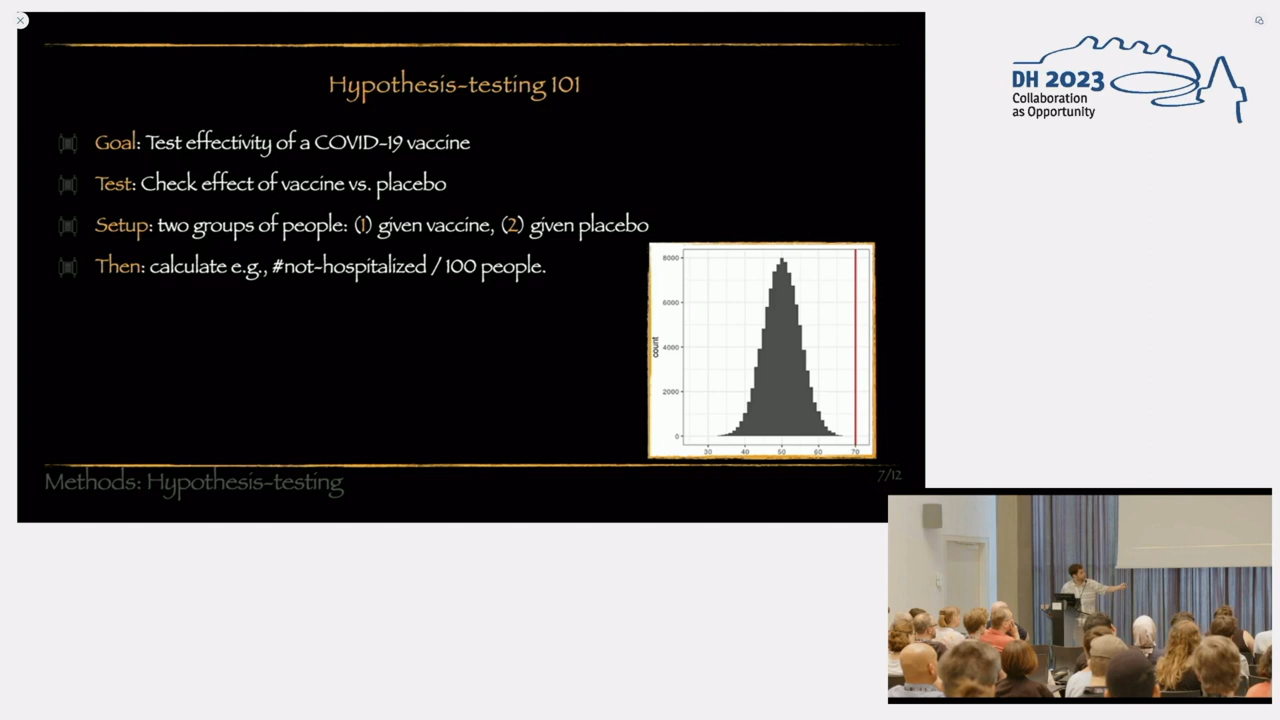 Hypothesis-testing 101
Goal: Test effectivity of a COVID-19 vaccine
Test: Check effect of vaccine vs. placebo
Setup: two groups of people: (1) given vaccine, (2) given placebo
Then: calculate e.g., #not-hospitalized / 100 people.
8000
6000
4000
2000
0
count
30 40 50 60 70
Methods: Hypothesis-testing
7/12
DH 2023
Collaboration
as Opportunity